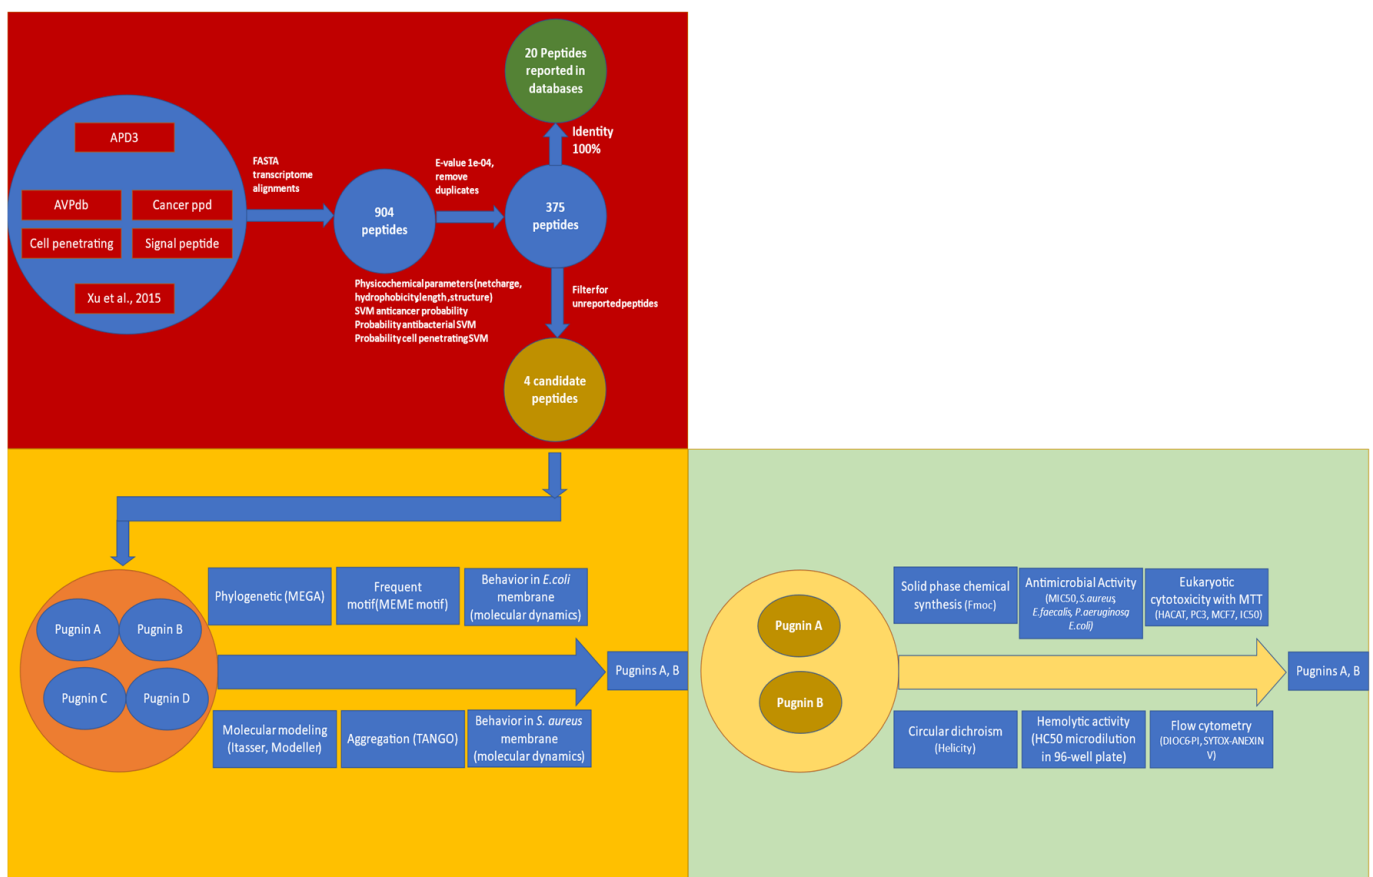 20 Peptides
reported in
databases
Identity
100%
APD3
AVPdb
Cancer ppd
Cell penetrating
Signal peptide
Xu et al., 2015
FASTA
transcriptome
alignments
904
peptides
E-value 1e-04,
remove
duplicates
375
peptides
Physicochemical parameters (netcharge,
hydrophobicity,length,structure)
SVM anticancer probability
Probability antibacterial SVM
Probability cell penetrating SVM
Filter for
unreported peptides
4 candidate
peptides
Pugnin A
Pugnin B
Pugnin C
Pugnin D
Phylogenetic (MEGA)
Frequent
motif(MEME motif)
Behavior in E.coli
membrane
(molecular dynamics)
Pugnins A, B
Molecular modeling
(Itasser, Modeller)
Aggregation (TANGO)
Behavior in S. aureus
membrane
(molecular dynamics)
Pugnin A
Pugnin B
Solid phase chemical
synthesis (Fmoc)
Antimicrobial Activity
(MIC50, S.aureus,
E.faecalis, P.aeruginosg
E.coli)
Eukaryotic
cytotoxicity with MTT
(HACAT, PC3, MCF7, IC50)
Pugnins A, B
Circular dichroism
(Helicity)
Hemolytic activity
(HC50 microdilution
in 96-well plate)
Flow cytometry
(DIOC6-PI, SYTOX-ANEXIN
V)